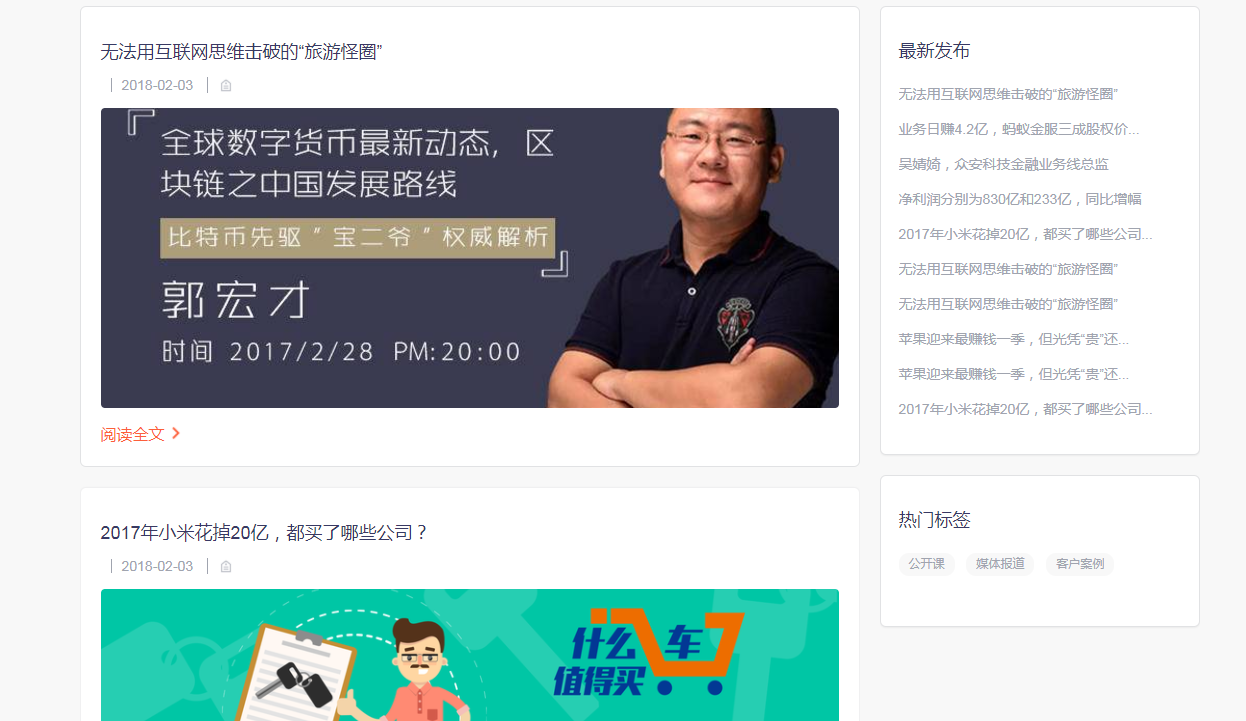 无法用互联网思维击破的“旅游怪圈”
2018-02-03
『全球数字货币最新动态，区
块链之中国发展路线
比特币先驱“宝二爷”权威解析
』
郭宏才
时间 2017/2/28 PM:20:00
阅读全文
2017年小米花掉20亿，都买了哪些公司？
2018-02-03
什么车
值得买
最新发布
无法用互联网思维击破的“旅游怪圈”
业务日赚4.2亿，蚂蚁金服三成股权价...
吴婧婍，众安科技金融业务线总监
净利润分别为830亿和233亿，同比增幅
2017年小米花掉20亿，都买了哪些公司...
无法用互联网思维击破的“旅游怪圈”
无法用互联网思维击破的“旅游怪圈”
苹果迎来最赚钱一季，但光凭“贵”还...
苹果迎来最赚钱一季，但光凭“贵”还...
2017年小米花掉20亿，都买了哪些公司...
热门标签
公开课 媒体报道 客户案例